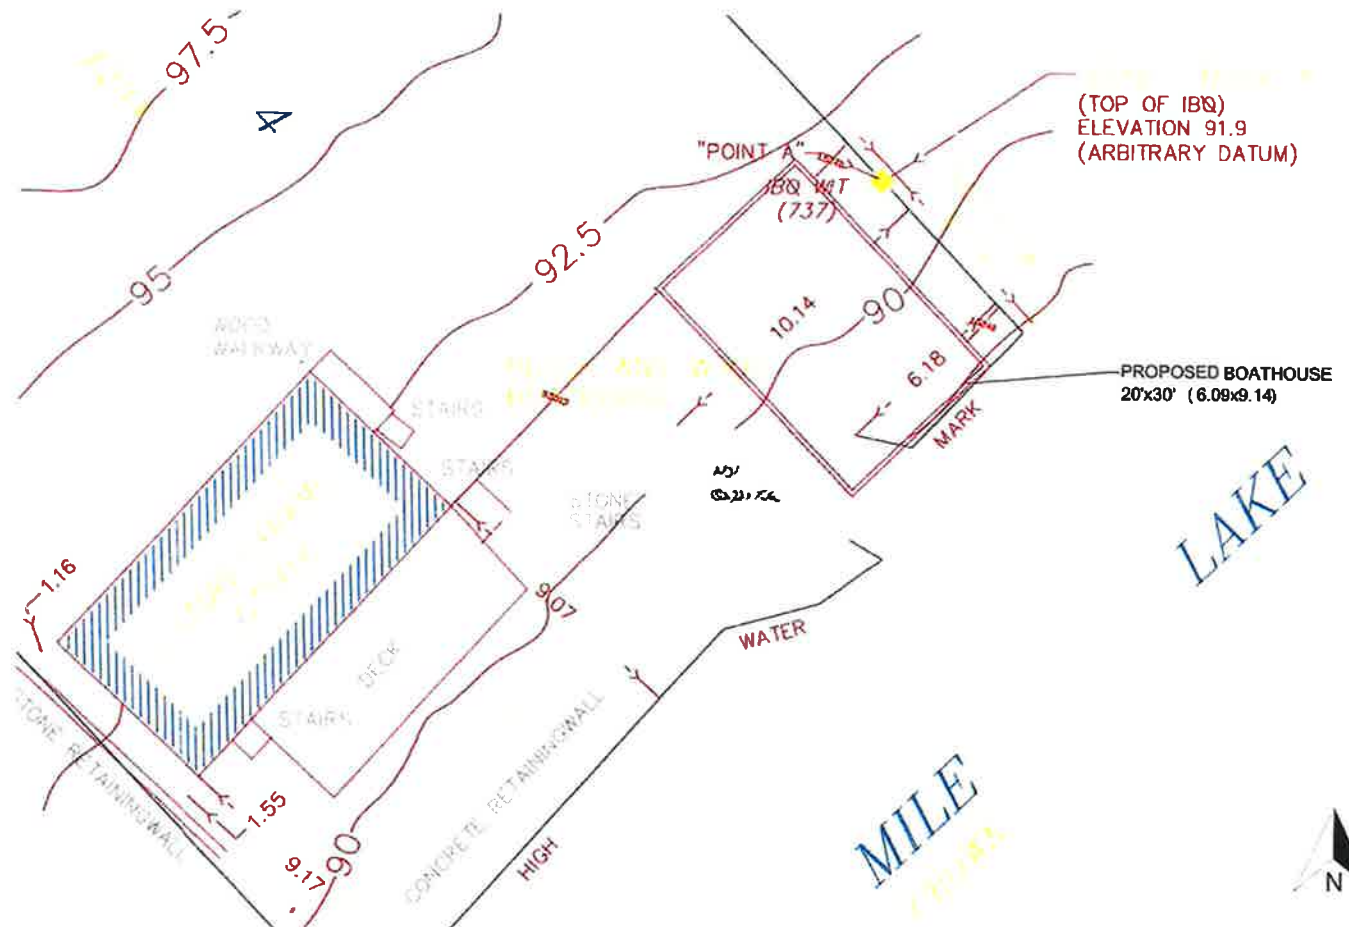 97.5
4
(TOP OF IBQ)
ELEVATION 91.9
(ARBITRARY DATUM)
"POINT A"
IBQ WIT
(737)
92.5
95
90
10.14
6.18
PROPOSED BOATHOUSE
20'x30' (6.09x9.14)
MARK
WOOD
WALKWAY
STAIRS
STAIRS
STONE
STAIRS
LAKE
1.16
9.07
WATER
DECK
STAIRS
STONE RETAININGWALL
CONCRETE RETAININGWALL
1.55
HIGH
MILE
9.17
90
N